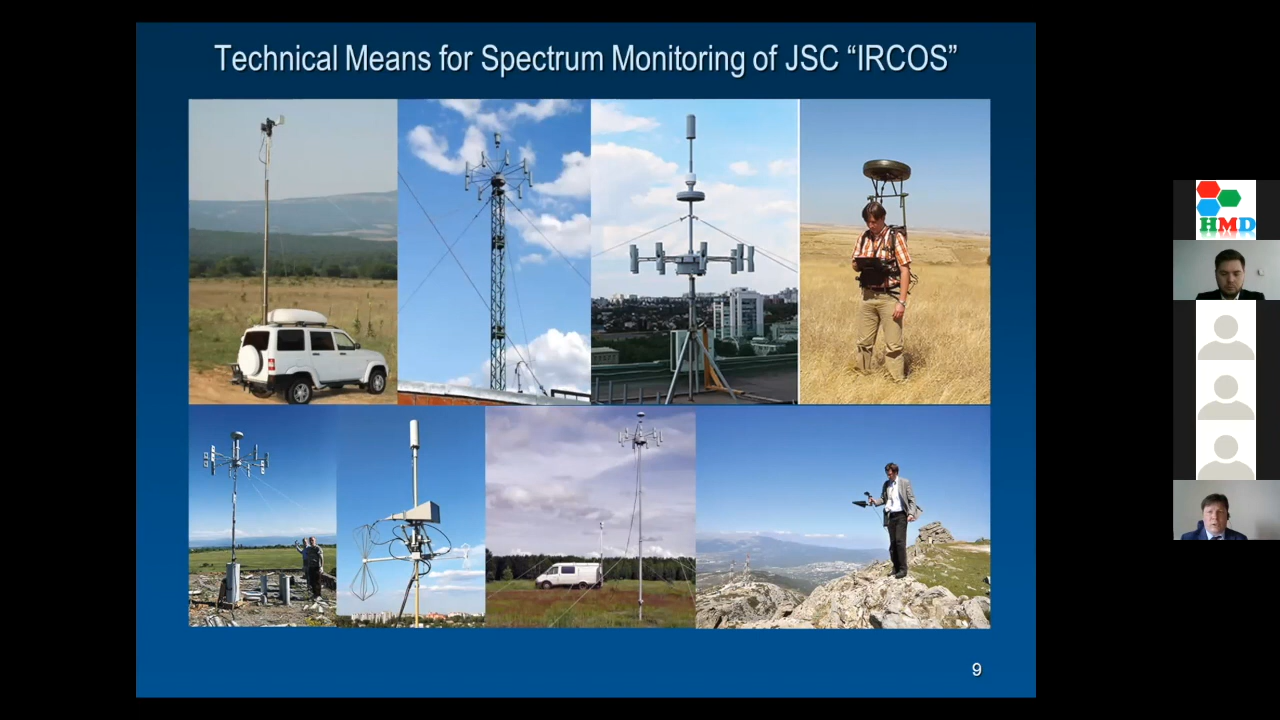 Technical Means for Spectrum Monitoring of JSC “IRCOS”
HMD
9